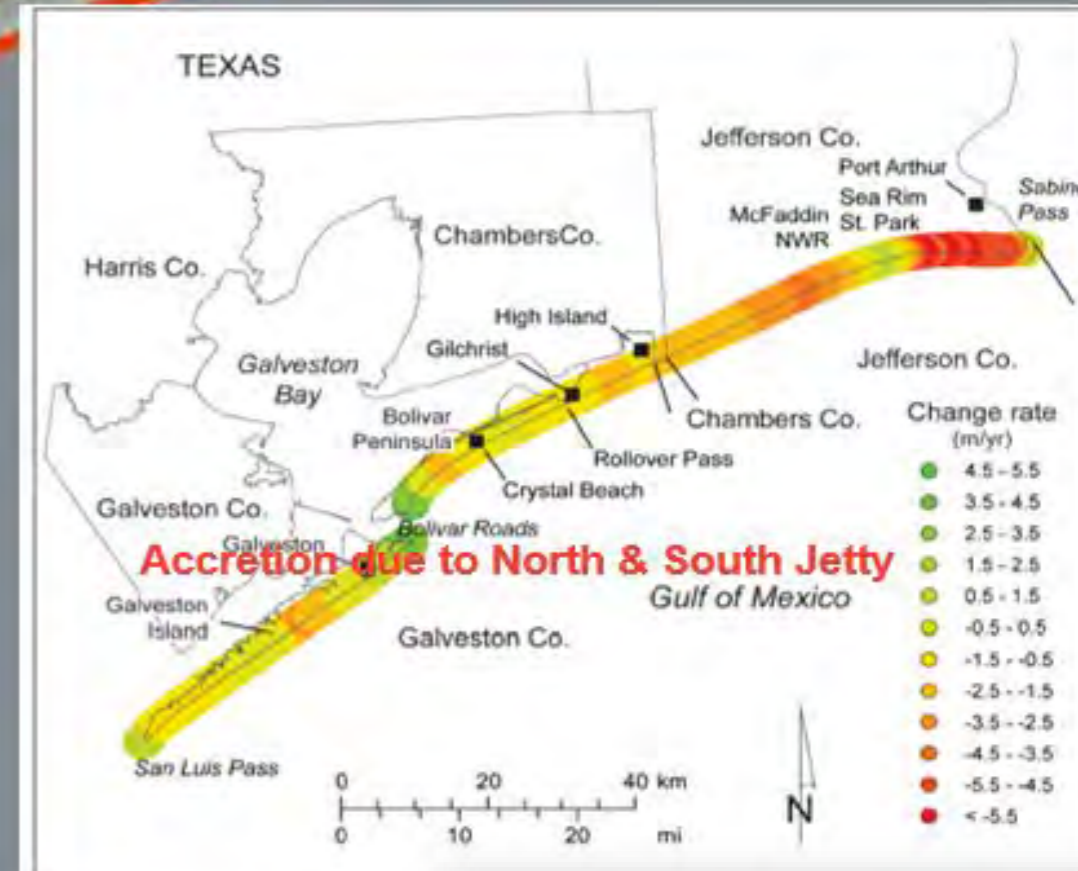 TEXAS
Jefferson Co.
Port Arthur
Sabine
Pass
Sea Rim
St. Park
McFaddin
NWR
ChambersCo.
Harris Co.
High Island
Gilchrist
Galveston
Bay
Jefferson Co.
Bolivar
Peninsula
Chambers Co.
Rollover Pass
Crystal Beach
Galveston Co.
Bolivar Roads
Galveston
Accretion due to North & South Jetty
Gulf of Mexico
Galveston
Island
Galveston Co.
San Luis Pass
Change rate
(m/yr)
4.5 - 5.5
3.5 - 4.5
2.5 - 3.5
1.5 - 2.5
0.5 - 1.5
-0.5 - 0.5
-1.5 - -0.5
-2.5 - -1.5
-3.5 - -2.5
-4.5 - -3.5
-5.5 - -4.5
< -5.5
0 20 40 km
0 10 20 mi
N